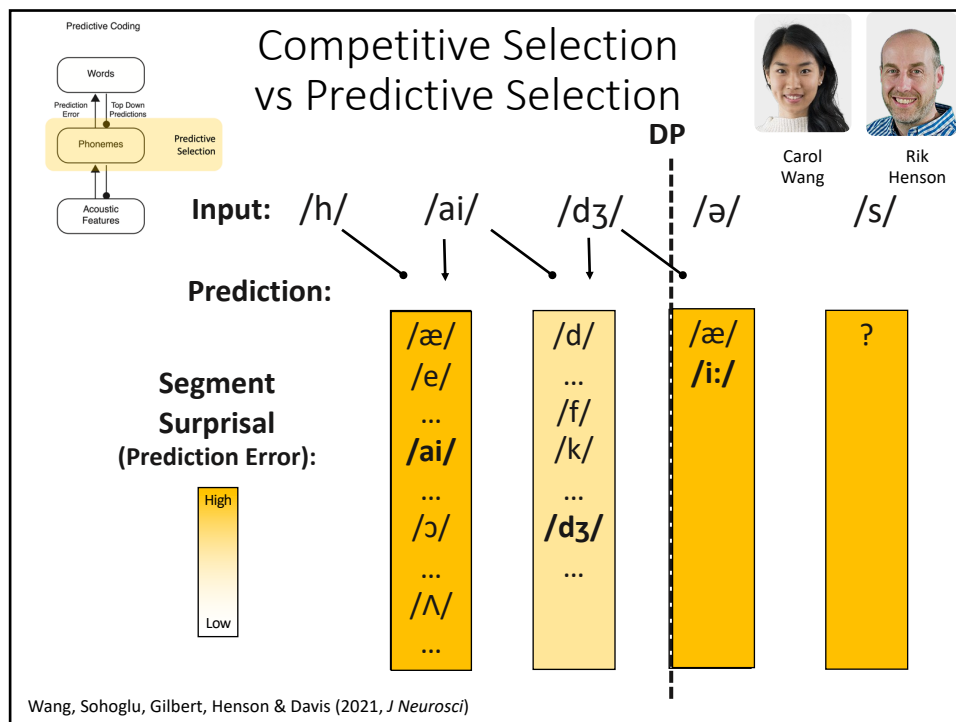 Predictive Coding
Words
Prediction Error
Top Down Predictions
Phonemes
Predictive Selection
Acoustic Features
Competitive Selection
vs Predictive Selection
Carol Wang
Rik Henson
DP
Input: /h/ /ai/ /dʒ/ /ə/ /s/
Prediction:
Segment
Surprisal
(Prediction Error):
High
Low
/æ/
/e/
...
/ai/
...
/ɔ/
...
/Λ/
...
/d/
...
/f/
/k/
...
/dʒ/
...
/æ/
/i:/
?
Wang, Sohoglu, Gilbert, Henson & Davis (2021, J Neurosci)